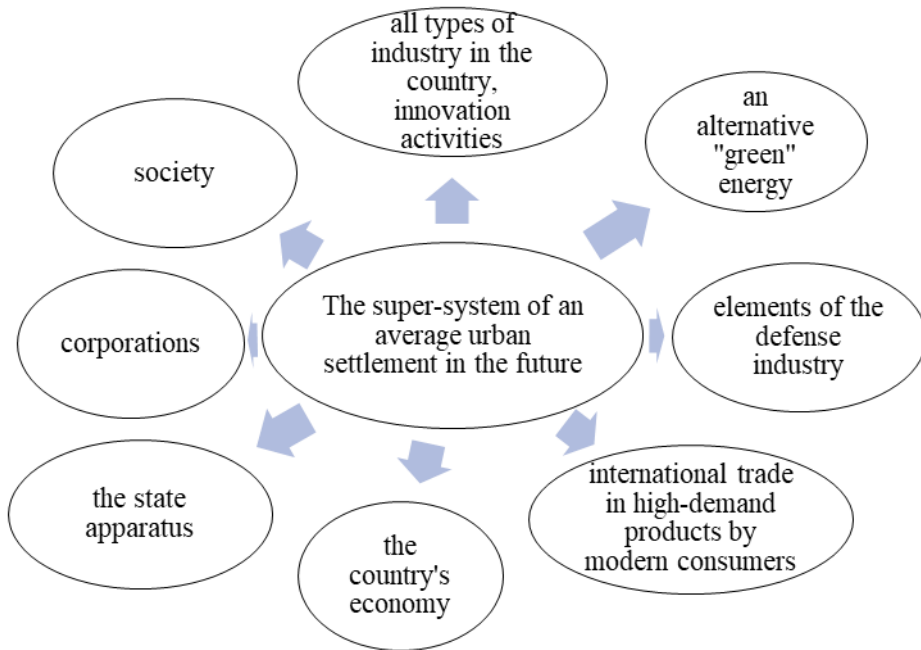 all types of
industry in the
country,
innovation
activities
an
alternative
"green"
energy
society
The super-system of an
average urban
settlement in the future
elements of the
defense
industry
corporations
international trade
in high-demand
products by
modern consumers
the state
apparatus
the
country's
economy